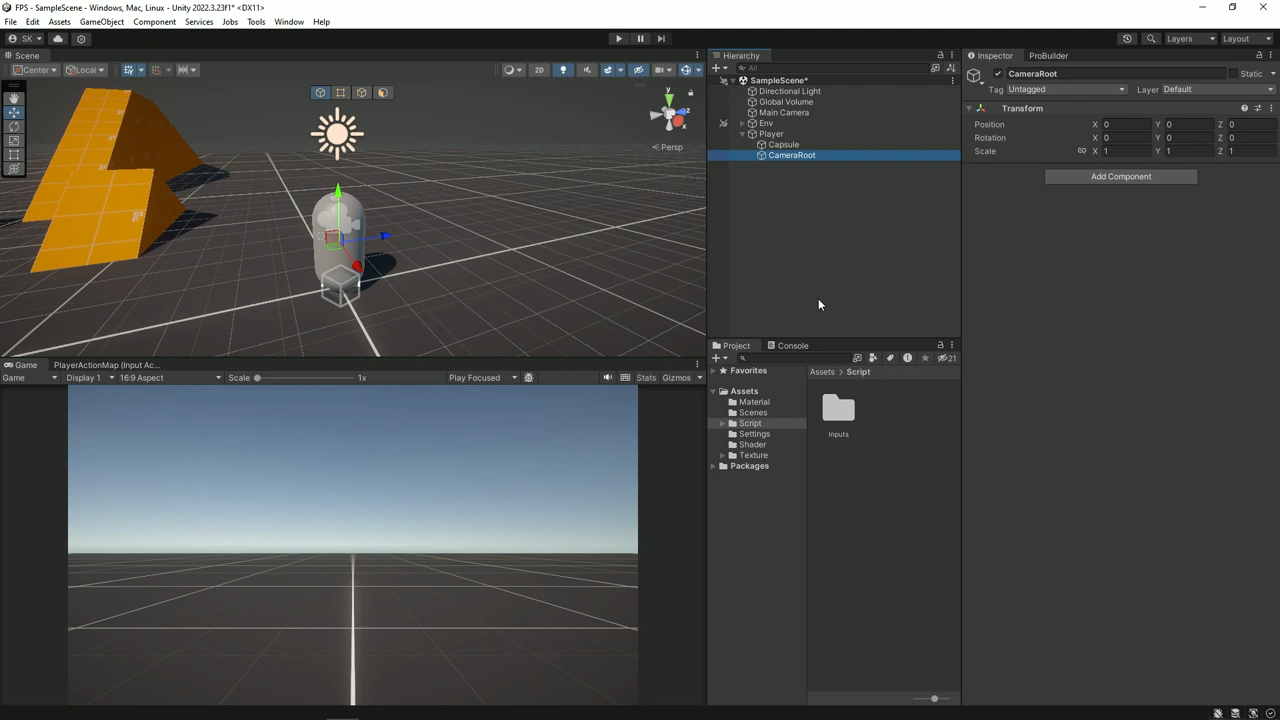 FPS - SampleScene - Windows, Mac, Linux - Unity 2022.3.23f1* <DX11>
File Edit Assets GameObject Component Services Jobs Tools Window Help
SK
Layers Layout
Scene
Center Local 2D
y
z
x
Persp
Hierarchy
All
SampleScene*
Directional Light
Global Volume
Main Camera
Env
Player
Capsule
CameraRoot
Inspector ProBuilder
CameraRoot Static
Tag Untagged Layer Default
Transform
Position X 0 Y 0 Z 0
Rotation X 0 Y 0 Z 0
Scale X 1 Y 1 Z 1
Add Component
Game PlayerActionMap (Input Ac...
Game Display 1 16:9 Aspect Scale 1x Play Focused Stats Gizmos
Project Console
21
Favorites
Assets
Material
Scenes
Script
Settings
Shader
Texture
Packages
Assets > Script
Inputs